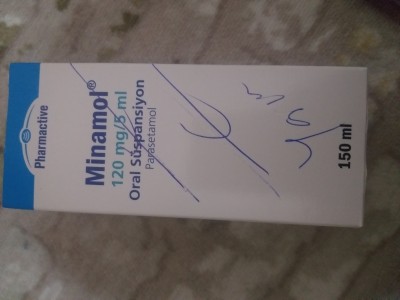 Pharmactive
Minamol®
120 mg/5 ml
Oral Süspansiyon
Parasetamol
150 ml